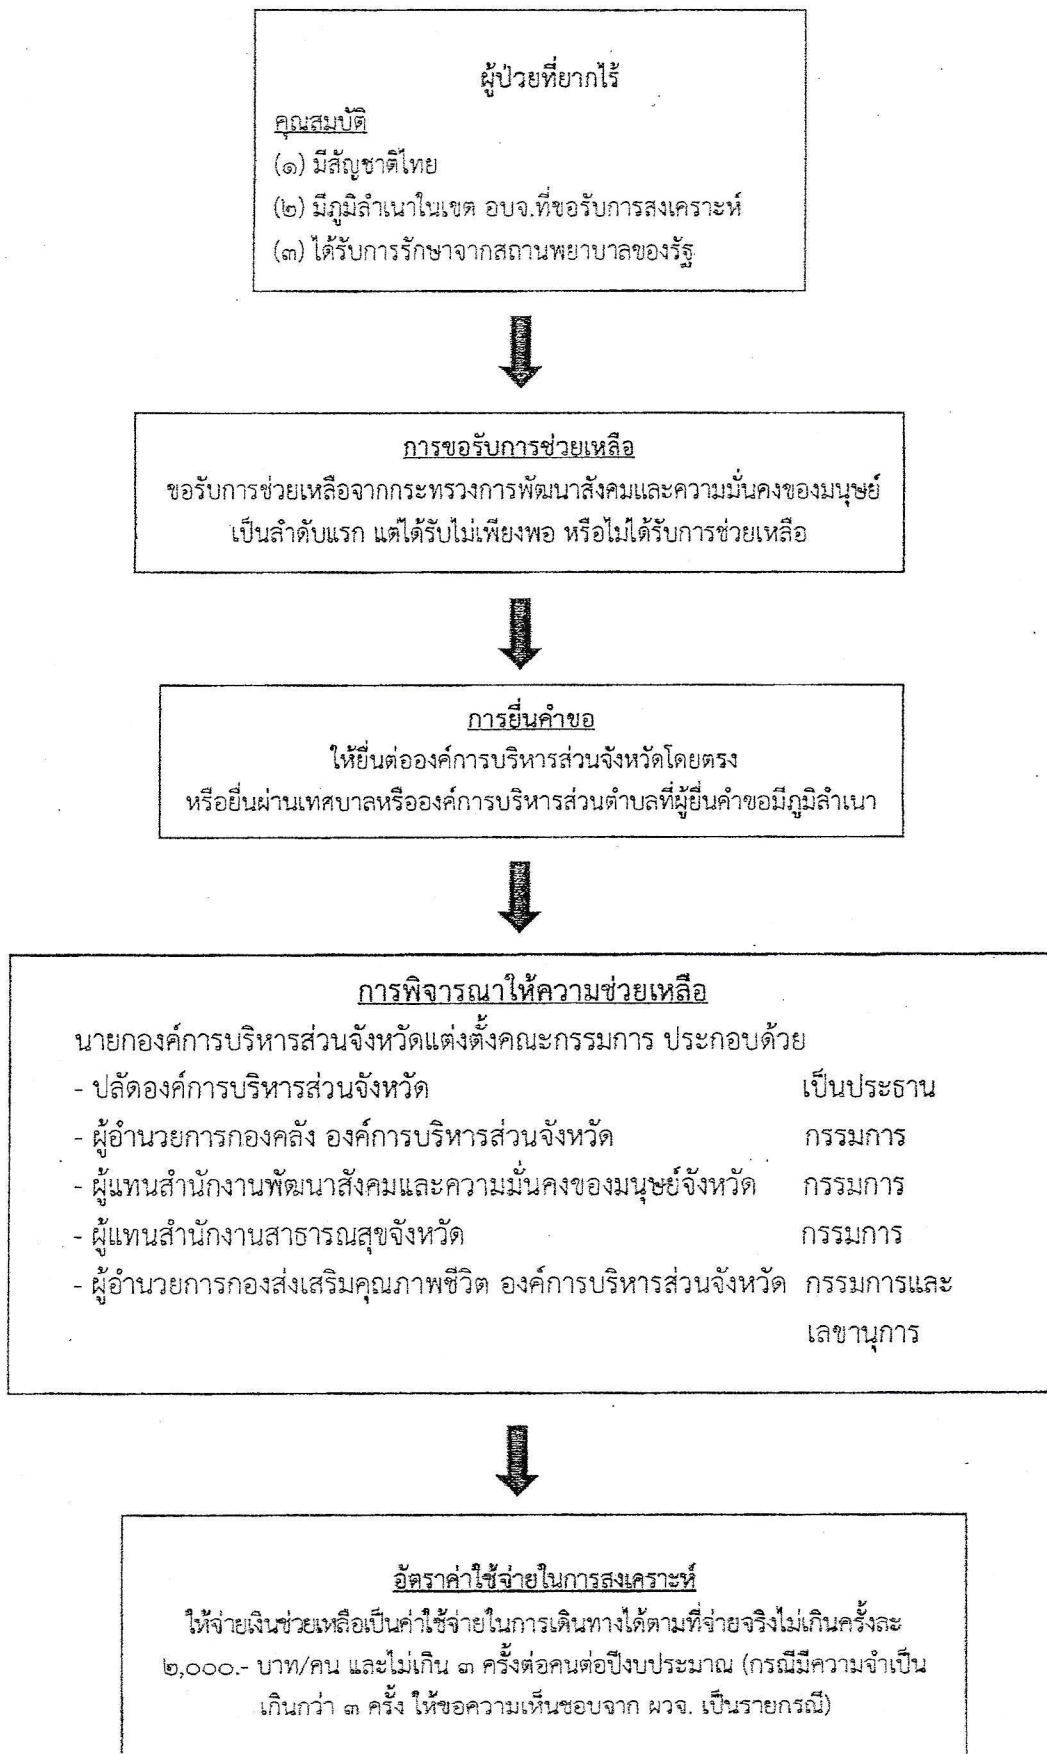 ผู้ป่วยที่ยากไร้
คุณสมบัติ
(๑) มีสัญชาติไทย
(๒) มีภูมิลำเนาในเขต อบจ.ที่ขอรับการสงเคราะห์
(๓) ได้รับการรักษาจากสถานพยาบาลของรัฐ
การขอรับการช่วยเหลือ
ขอรับการช่วยเหลือจากกระทรวงการพัฒนาสังคมและความมั่นคงของมนุษย์
เป็นลำดับแรก แต่ได้รับไม่เพียงพอ หรือไม่ได้รับการช่วยเหลือ
การยื่นคำขอ
ให้ยื่นต่อองค์การบริหารส่วนจังหวัดโดยตรง
หรือยื่นผ่านเทศบาลหรือองค์การบริหารส่วนตำบลที่ผู้ยื่นคำขอมีภูมิลำเนา
การพิจารณาให้ความช่วยเหลือ
นายกองค์การบริหารส่วนจังหวัดแต่งตั้งคณะกรรมการ ประกอบด้วย
- ปลัดองค์การบริหารส่วนจังหวัด เป็นประธาน
- ผู้อำนวยการกองคลัง องค์การบริหารส่วนจังหวัด กรรมการ
- ผู้แทนสำนักงานพัฒนาสังคมและความมั่นคงของมนุษย์จังหวัด กรรมการ
- ผู้แทนสำนักงานสาธารณสุขจังหวัด กรรมการ
- ผู้อำนวยการกองส่งเสริมคุณภาพชีวิต องค์การบริหารส่วนจังหวัด กรรมการและ
เลขานุการ
อัตราค่าใช้จ่ายในการสงเคราะห์
ให้จ่ายเงินช่วยเหลือเป็นค่าใช้จ่ายในการเดินทางได้ตามที่จ่ายจริงไม่เกินครั้งละ
๒,๐๐๐.- บาท/คน และไม่เกิน ๓ ครั้งต่อคนต่อปีงบประมาณ (กรณีมีความจำเป็น
เกินกว่า ๓ ครั้ง ให้ขอความเห็นชอบจาก ผวจ. เป็นรายกรณี)